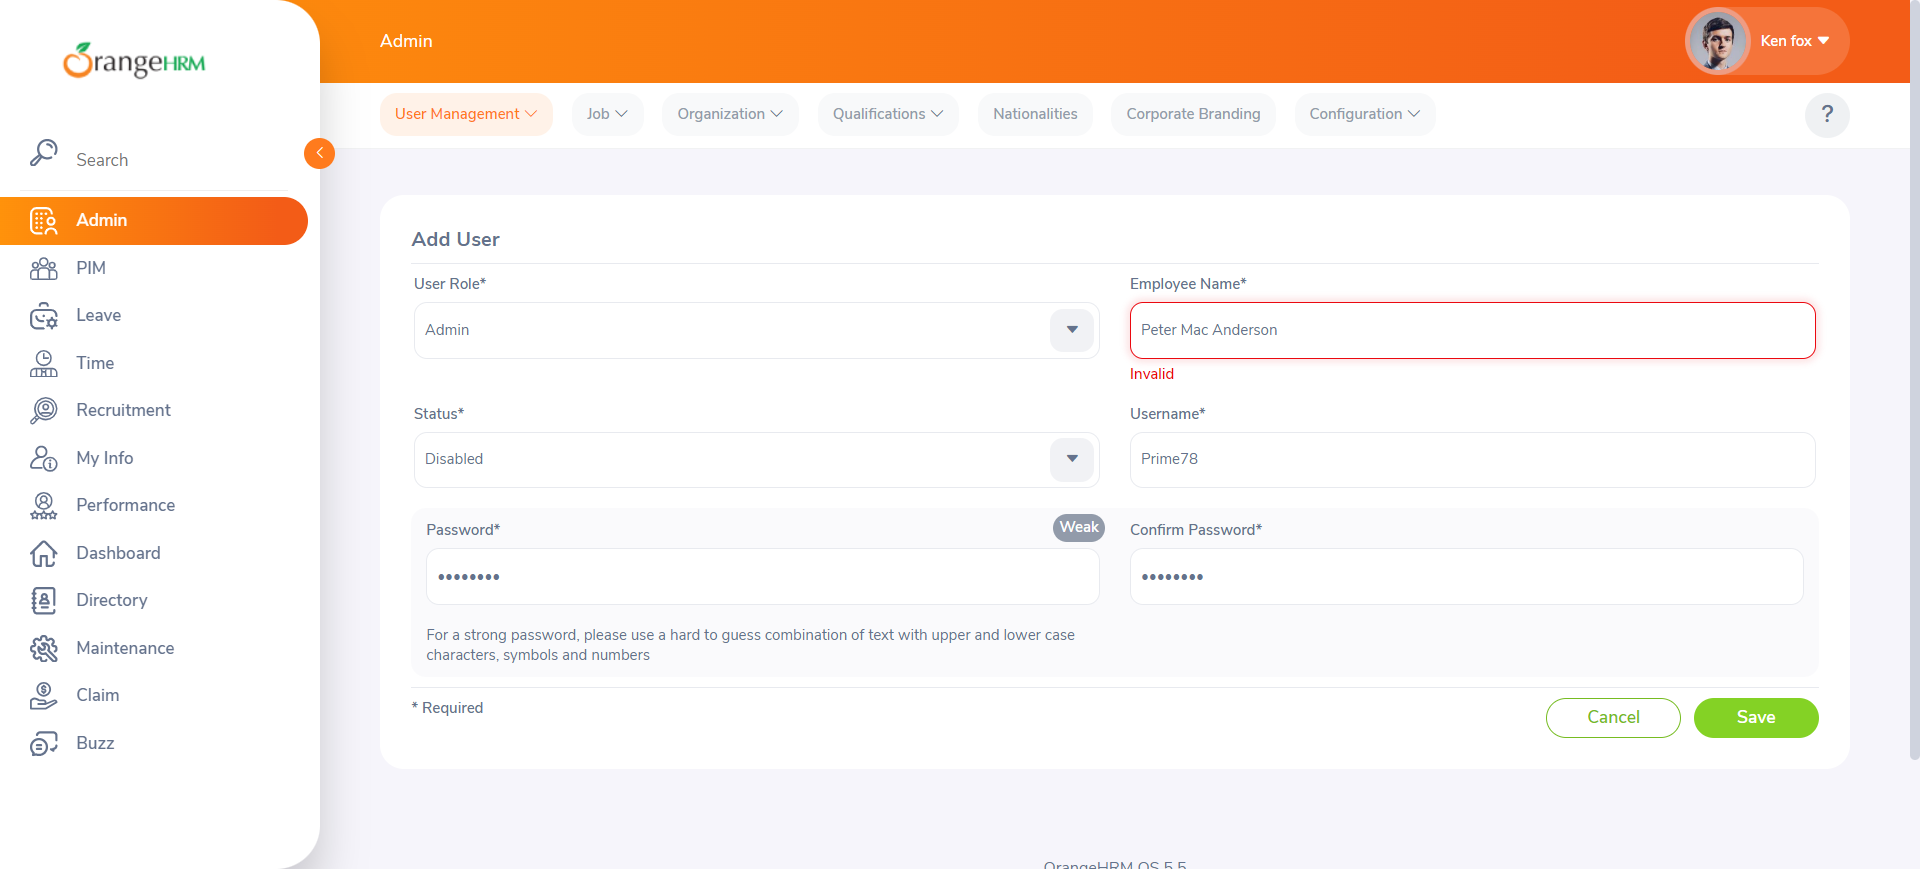 OrangeHRM
Admin
Ken fox
User Management
Job
Organization
Qualifications
Nationalities
Corporate Branding
Configuration
?
Search
Admin
PIM
Leave
Time
Recruitment
My Info
Performance
Dashboard
Directory
Maintenance
Claim
Buzz
Add User
User Role*
Admin
Employee Name*
Peter Mac Anderson
Invalid
Status*
Disabled
Username*
Prime78
Password*
Weak
••••••••
Confirm Password*
••••••••
For a strong password, please use a hard to guess combination of text with upper and lower case
characters, symbols and numbers
* Required
Cancel
Save
OrangeHRM OS 5.5